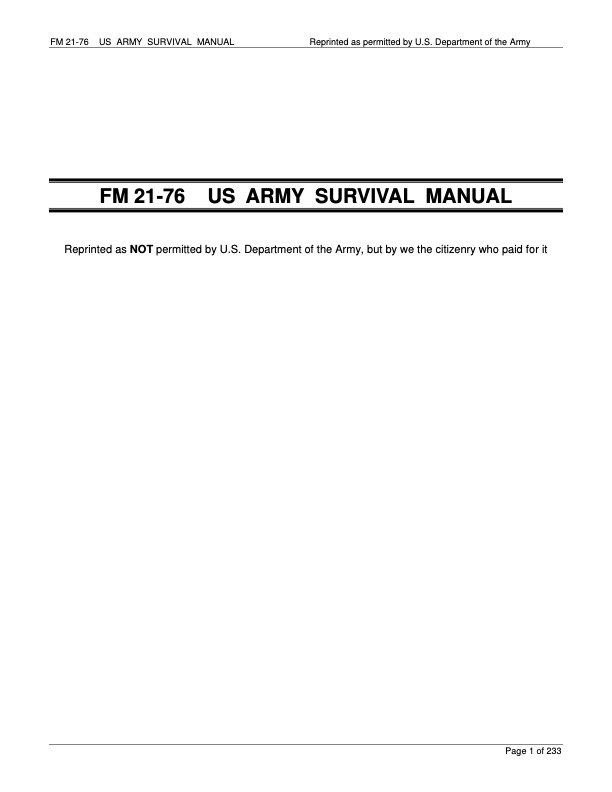 FM 21-76 US ARMY SURVIVAL MANUAL Reprinted as permitted by U.S. Department of the Army
FM 21-76 US ARMY SURVIVAL MANUAL
Reprinted as NOT permitted by U.S. Department of the Army, but by we the citizenry who paid for it
Page 1 of 233